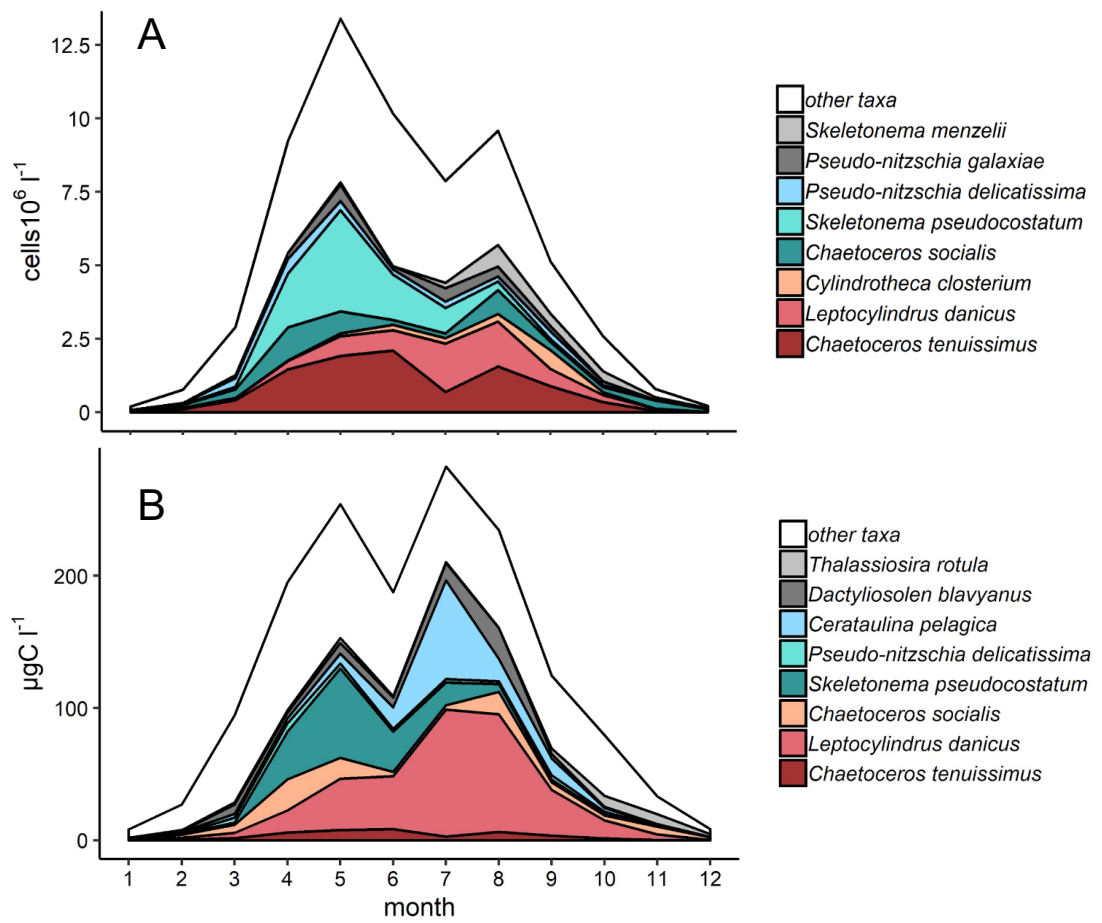 A
12.5
10
7.5
5
2.5
0
cells10⁶ l⁻¹
other taxa
Skeletonema menzelii
Pseudo-nitzschia galaxiae
Pseudo-nitzschia delicatissima
Skeletonema pseudocostatum
Chaetoceros socialis
Cylindrotheca closterium
Leptocylindrus danicus
Chaetoceros tenuissimus
B
200
100
0
µgC l⁻¹
other taxa
Thalassiosira rotula
Dactyliosolen blavyanus
Cerataulina pelagica
Pseudo-nitzschia delicatissima
Skeletonema pseudocostatum
Chaetoceros socialis
Leptocylindrus danicus
Chaetoceros tenuissimus
1 2 3 4 5 6 7 8 9 10 11 12
month